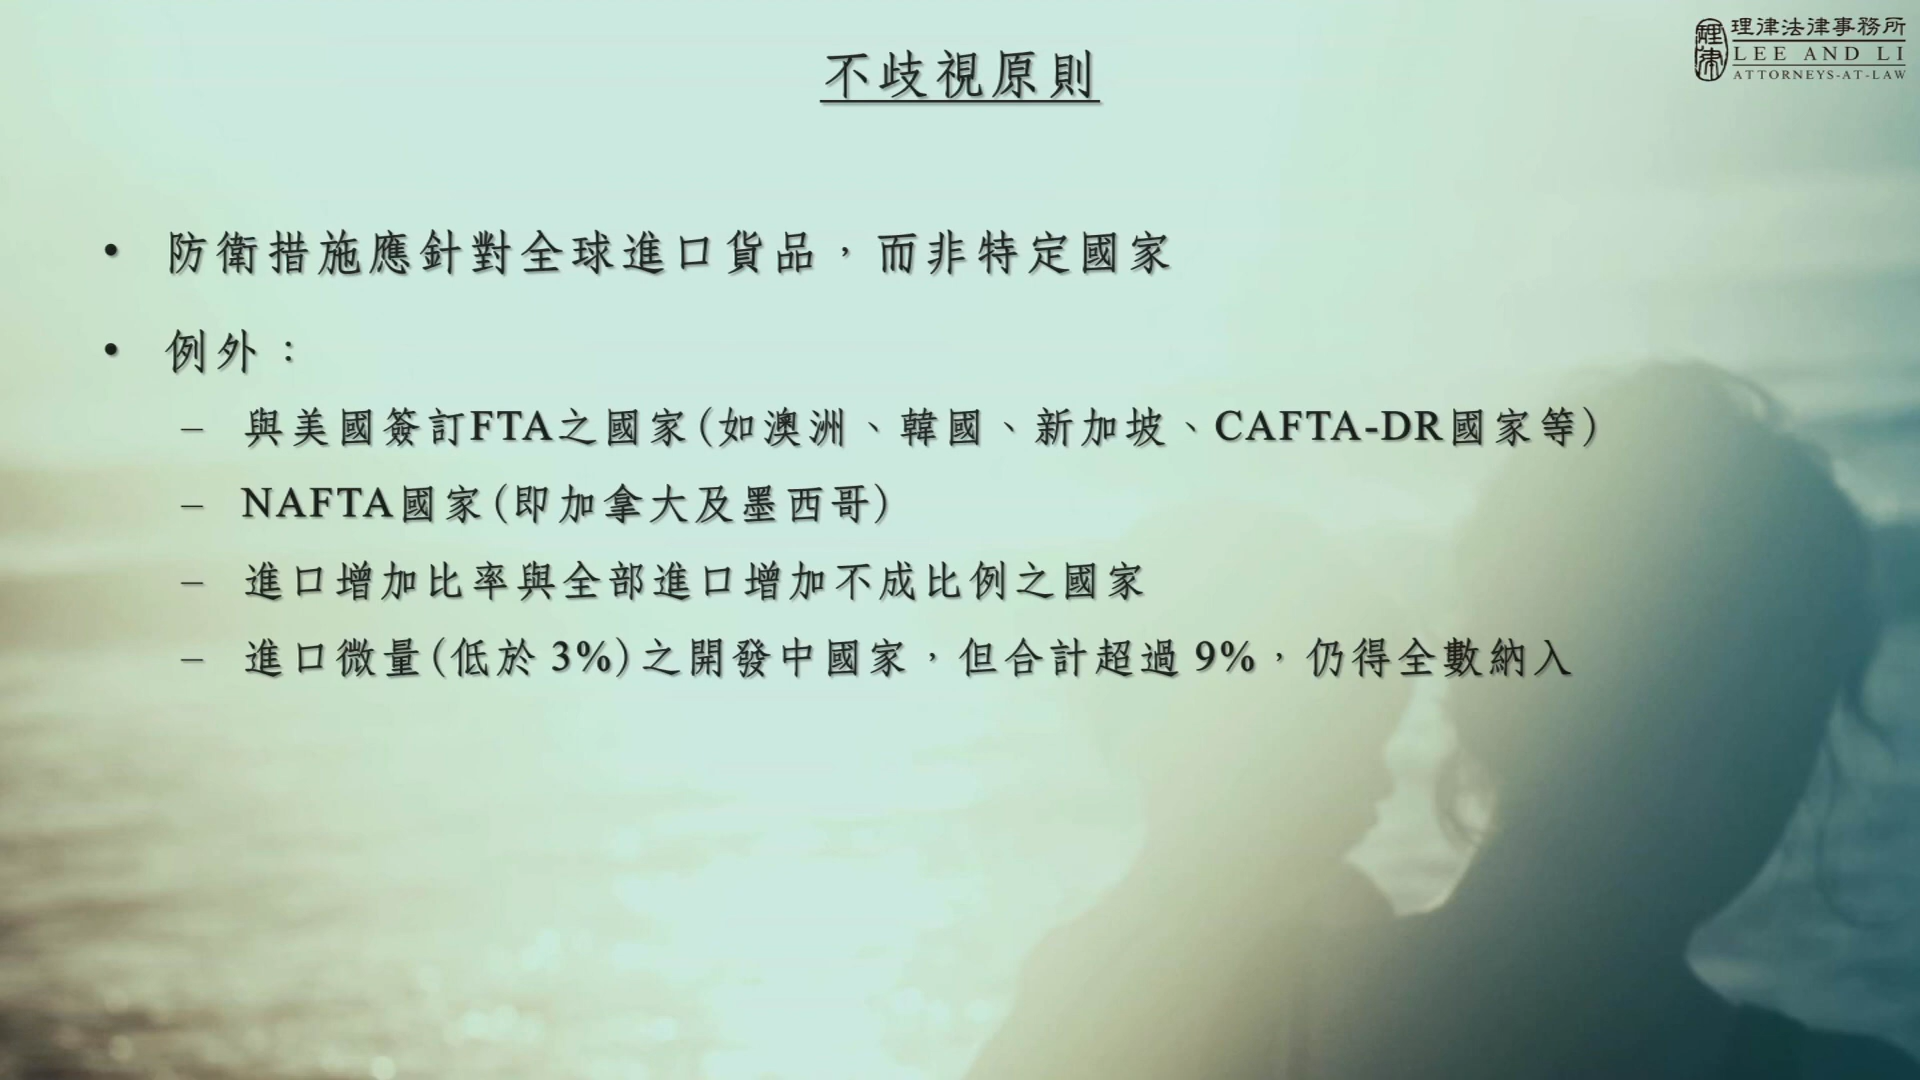 理律法律事務所
LEE AND LI
ATTORNEYS-AT-LAW
不歧視原則
• 防衛措施應針對全球進口貨品，而非特定國家
• 例外：
– 與美國簽訂FTA之國家(如澳洲、韓國、新加坡、CAFTA-DR國家等)
– NAFTA國家(即加拿大及墨西哥)
– 進口增加比率與全部進口增加不成比例之國家
– 進口微量(低於 3%)之開發中國家，但合計超過 9%，仍得全數納入